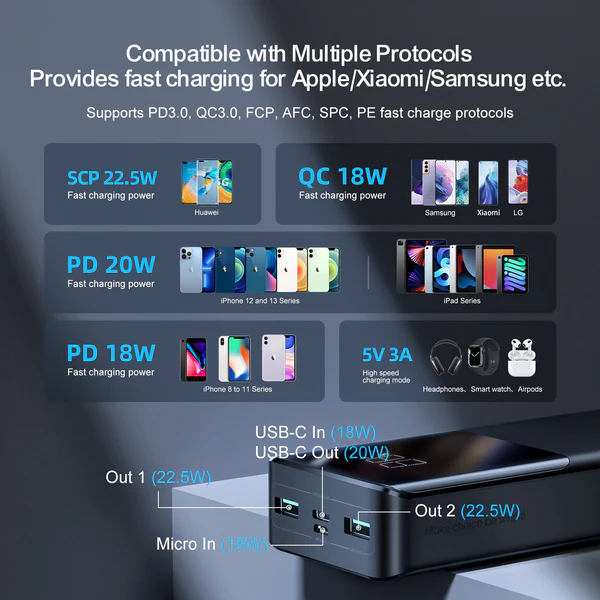 Compatible with Multiple Protocols
Provides fast charging for Apple/Xiaomi/Samsung etc.
Supports PD3.0, QC3.0, FCP, AFC, SPC, PE fast charge protocols
SCP 22.5W
Fast charging power
5G
Huawei
QC 18W
Fast charging power
Samsung
Xiaomi
LG
PD 20W
Fast charging power
iPhone 12 and 13 Series
iPad Series
PD 18W
Fast charging power
iPhone 8 to 11 Series
5V 3A
High speed
charging mode
Headphones、Smart watch、Airpods
USB-C In (18W)
USB-C Out (20W)
Out 1 (22.5W)
Out 2 (22.5W)
Micro In (18W)
Make choice